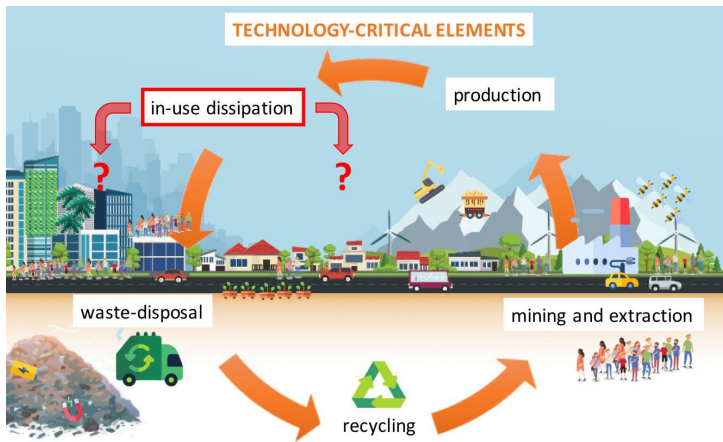 TECHNOLOGY-CRITICAL ELEMENTS
production
in-use dissipation
?
?
waste-disposal
mining and extraction
recycling